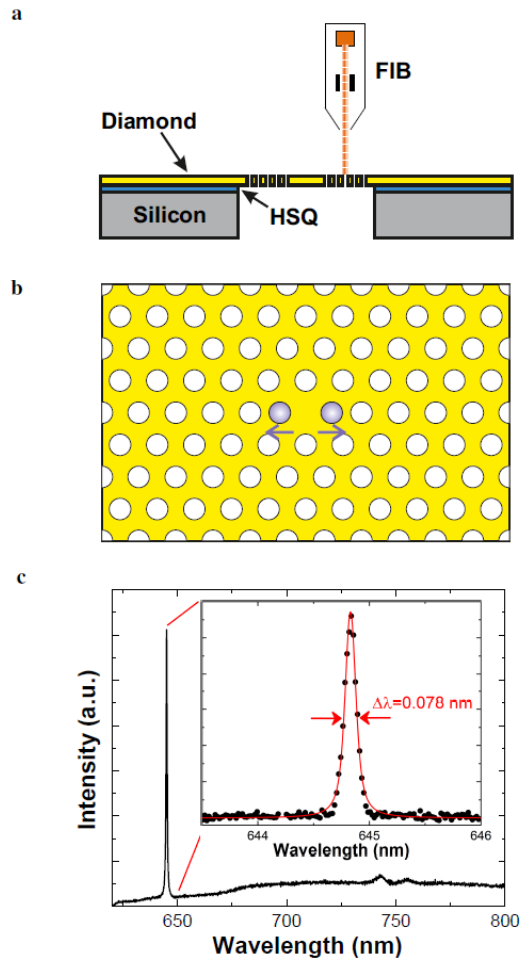 a
FIB
Diamond
Silicon
HSQ
b
c
Intensity (a.u.)
Δλ=0.078 nm
644
645
646
Wavelength (nm)
650
700
750
800
Wavelength (nm)